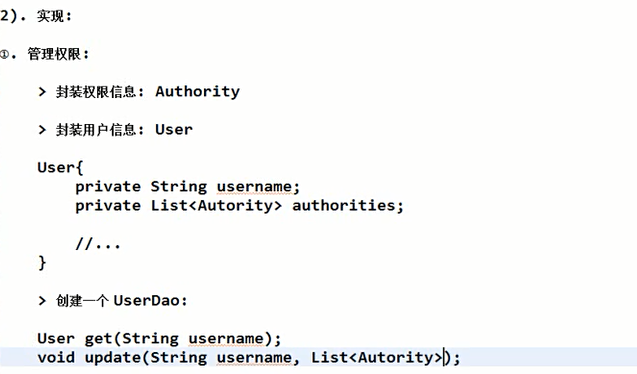 2). 实现:
①. 管理权限:
> 封装权限信息: Authority
> 封装用户信息: User
User{
private String username;
private List<Autority> authorities;
//...
}
> 创建一个 UserDao:
User get(String username);
void update(String username, List<Autority>);